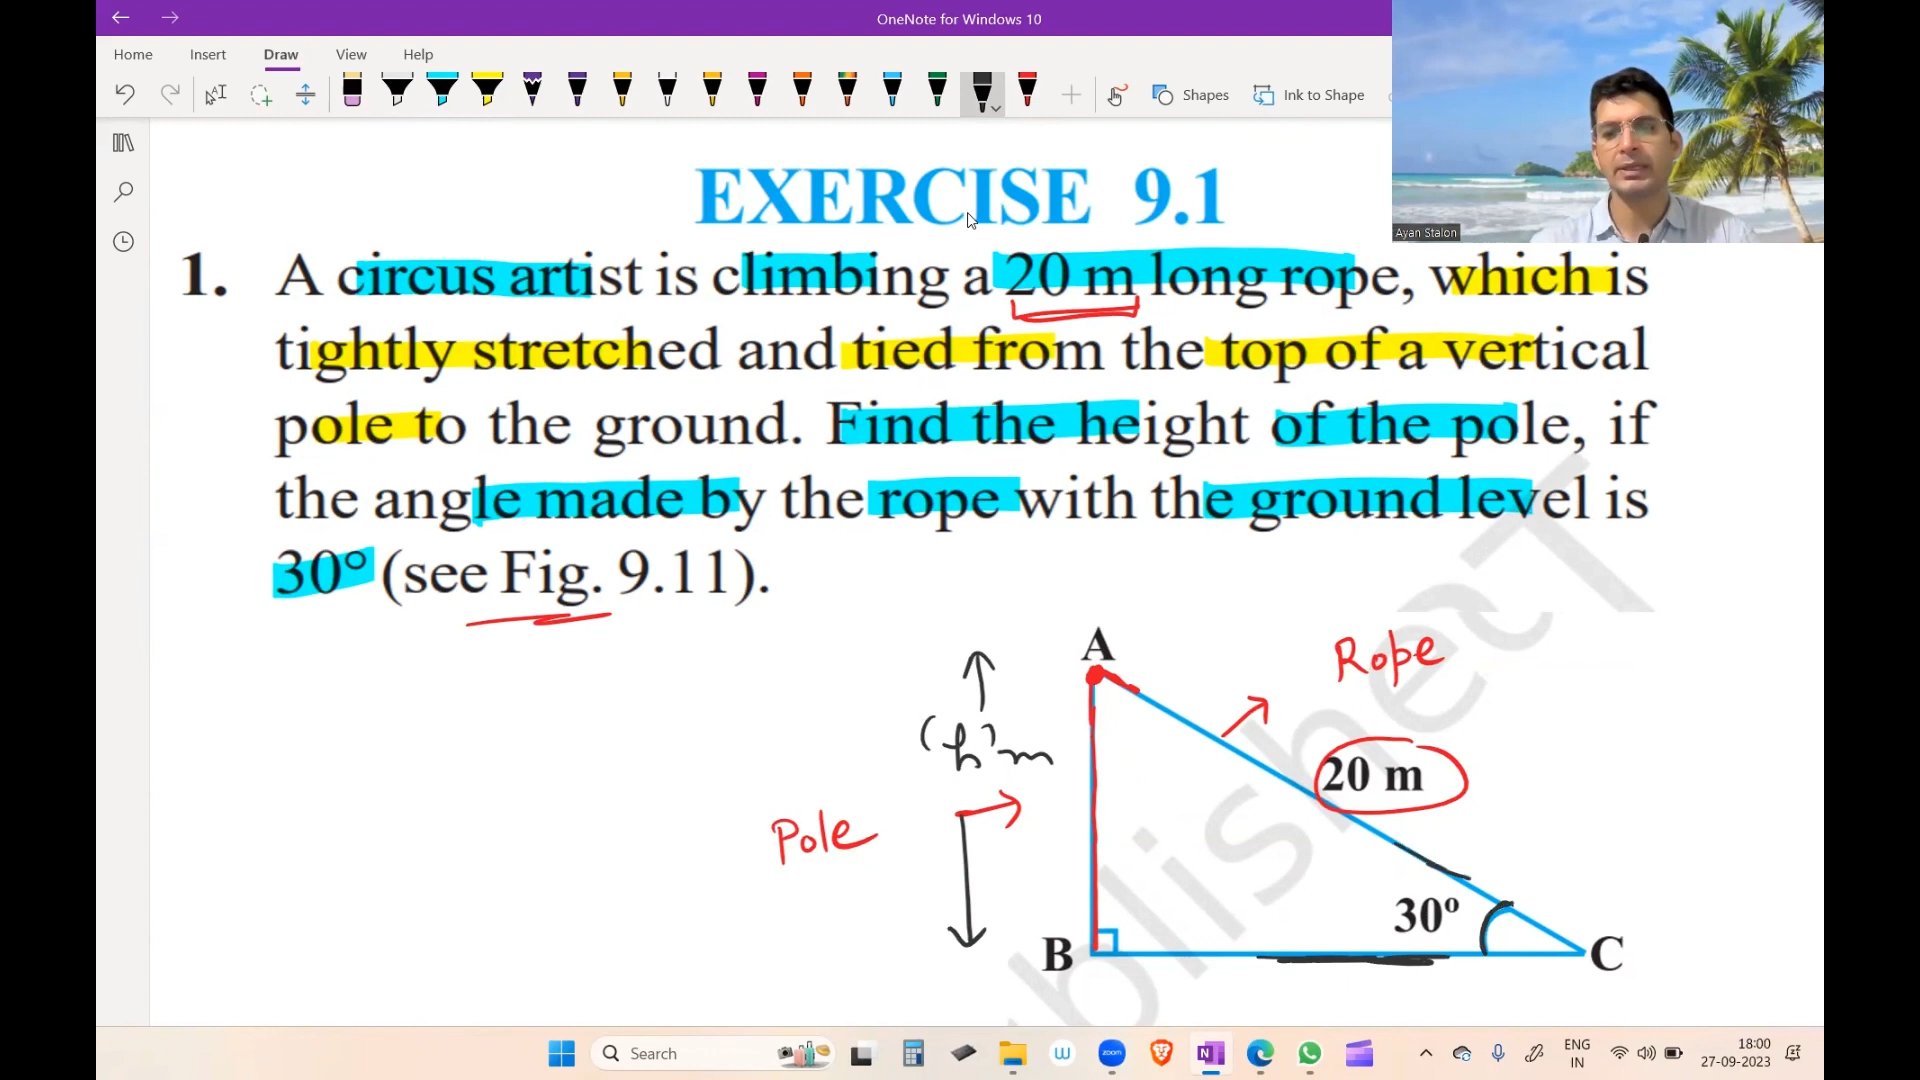 OneNote for Windows 10
Home Insert Draw View Help
Shapes Ink to Shape
Ayan Stalon
EXERCISE 9.1
1. A circus artist is climbing a 20 m long rope, which is
tightly stretched and tied from the top of a vertical
pole to the ground. Find the height of the pole, if
the angle made by the rope with the ground level is
30° (see Fig. 9.11).
A
Rope
(h) m
20 m
Pole
30º
B
C
blisheT
Search
ENG
IN
18:00
27-09-2023